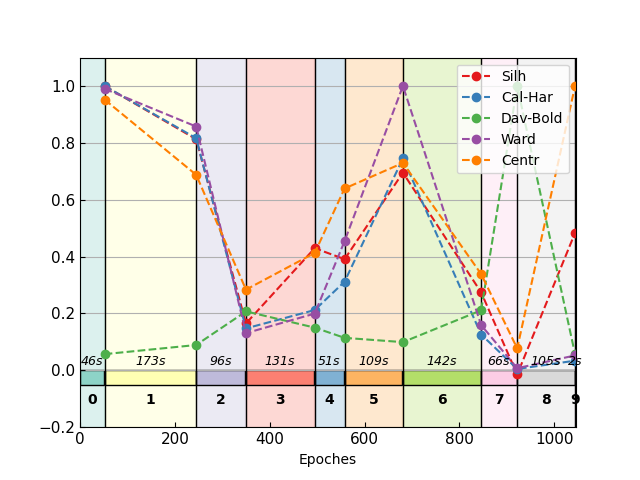 1.0
0.8
0.6
0.4
0.2
0.0
−0.2
Silh
Cal-Har
Dav-Bold
Ward
Centr
46s 173s 96s 131s 51s 109s 142s 66s 105s 2s
0 1 2 3 4 5 6 7 8 9
0 200 400 600 800 1000
Epoches